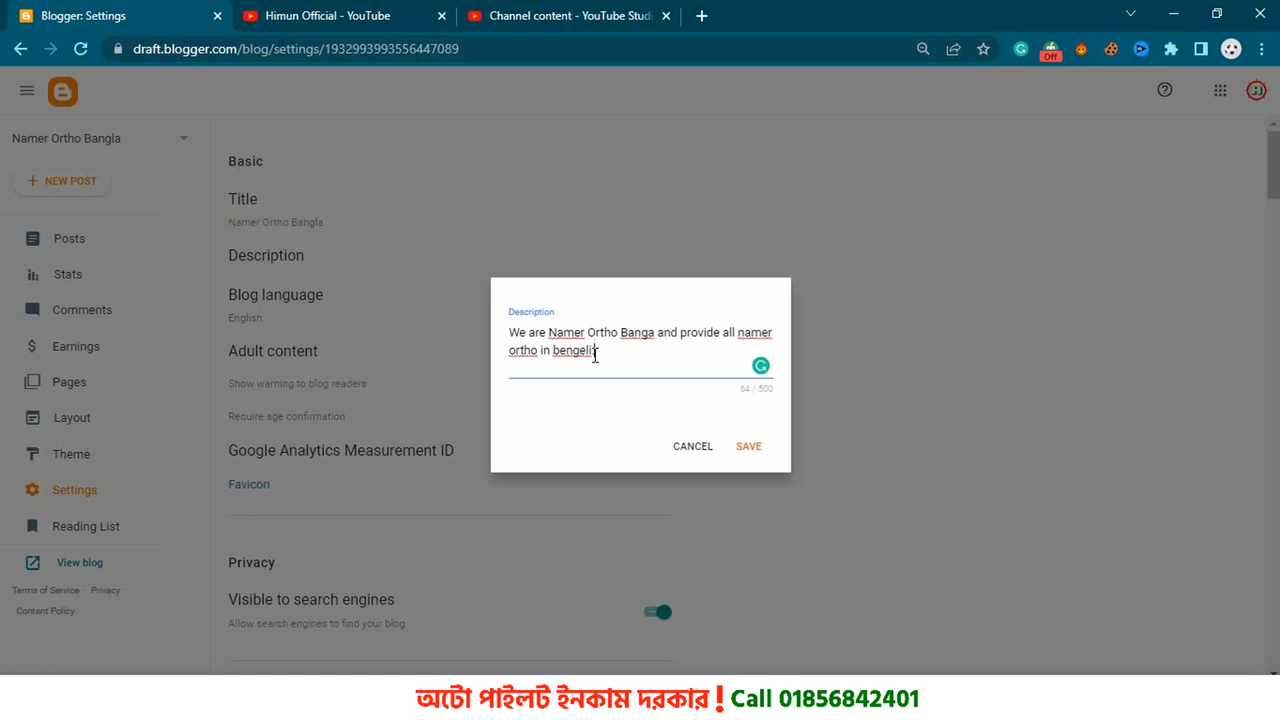 Blogger: Settings
Himun Official - YouTube
Channel content - YouTube Studi
draft.blogger.com/blog/settings/1932993993556447089
Off
Namer Ortho Bangla
NEW POST
Posts
Stats
Comments
Earnings
Pages
Layout
Theme
Settings
Reading List
View blog
Terms of Service
Privacy
Content Policy
Basic
Title
Namer Ortho Bangla
Description
Blog language
English
Adult content
Show warning to blog readers
Require age confirmation
Google Analytics Measurement ID
Favicon
Privacy
Visible to search engines
Allow search engines to find your blog
Description
We are Namer Ortho Banga and provide all namer
ortho in bengeli
64 / 500
CANCEL
SAVE
অটো পাইলট ইনকাম দরকার ! Call 01856842401